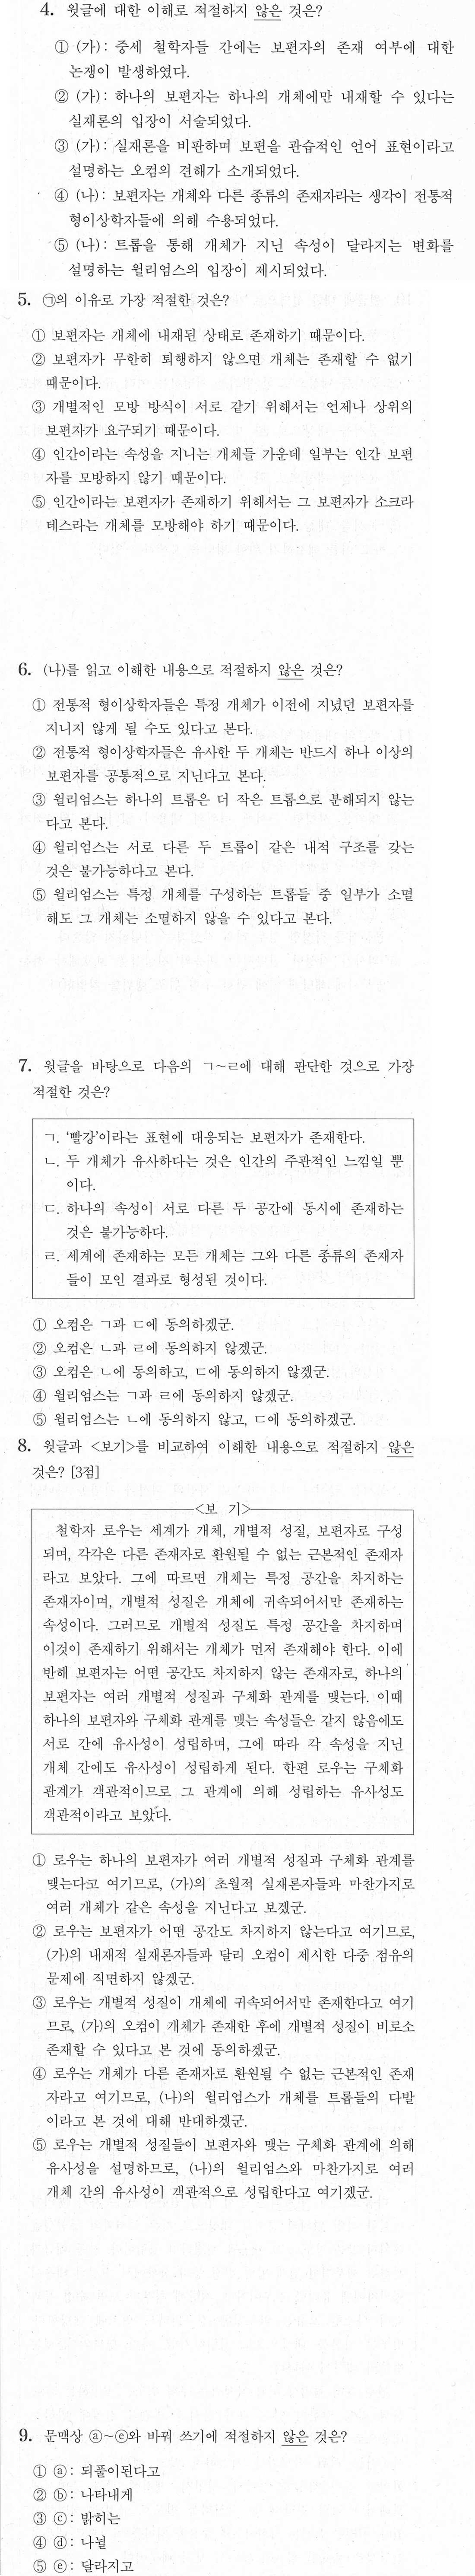 4. 윗글에 대한 이해로 적절하지 않은 것은?
① (가): 중세 철학자들 간에는 보편자의 존재 여부에 대한
논쟁이 발생하였다.
② (가): 하나의 보편자는 하나의 개체에만 내재할 수 있다는
실재론의 입장이 서술되었다.
③ (가): 실재론을 비판하며 보편을 관습적인 언어 표현이라고
설명하는 오컴의 견해가 소개되었다.
④ (나): 보편자는 개체와 다른 종류의 존재자라는 생각이 전통적
형이상학자들에 의해 수용되었다.
⑤ (나): 트롭을 통해 개체가 지닌 속성이 달라지는 변화를
설명하는 윌리엄스의 입장이 제시되었다.
5. ㉠의 이유로 가장 적절한 것은?
① 보편자는 개체에 내재된 상태로 존재하기 때문이다.
② 보편자가 무한히 퇴행하지 않으면 개체는 존재할 수 없기
때문이다.
③ 개별적인 모방 방식이 서로 같기 위해서는 언제나 상위의
보편자가 요구되기 때문이다.
④ 인간이라는 속성을 지니는 개체들 가운데 일부는 인간 보편
자를 모방하지 않기 때문이다.
⑤ 인간이라는 보편자가 존재하기 위해서는 그 보편자가 소크라
테스라는 개체를 모방해야 하기 때문이다.
6. (나)를 읽고 이해한 내용으로 적절하지 않은 것은?
① 전통적 형이상학자들은 특정 개체가 이전에 지녔던 보편자를
지니지 않게 될 수도 있다고 본다.
② 전통적 형이상학자들은 유사한 두 개체는 반드시 하나 이상의
보편자를 공통적으로 지닌다고 본다.
③ 윌리엄스는 하나의 트롭은 더 작은 트롭으로 분해되지 않는
다고 본다.
④ 윌리엄스는 서로 다른 두 트롭이 같은 내적 구조를 갖는
것은 불가능하다고 본다.
⑤ 윌리엄스는 특정 개체를 구성하는 트롭들 중 일부가 소멸
해도 그 개체는 소멸하지 않을 수 있다고 본다.
7. 윗글을 바탕으로 다음의 ㄱ~ㄹ에 대해 판단한 것으로 가장
적절한 것은?
ㄱ. ‘빨강’이라는 표현에 대응되는 보편자가 존재한다.
ㄴ. 두 개체가 유사하다는 것은 인간의 주관적인 느낌일 뿐
이다.
ㄷ. 하나의 속성이 서로 다른 두 공간에 동시에 존재하는
것은 불가능하다.
ㄹ. 세계에 존재하는 모든 개체는 그와 다른 종류의 존재자
들이 모인 결과로 형성된 것이다.
① 오컴은 ㄱ과 ㄷ에 동의하겠군.
② 오컴은 ㄴ과 ㄹ에 동의하지 않겠군.
③ 오컴은 ㄴ에 동의하고, ㄷ에 동의하지 않겠군.
④ 윌리엄스는 ㄱ과 ㄹ에 동의하지 않겠군.
⑤ 윌리엄스는 ㄴ에 동의하지 않고, ㄷ에 동의하겠군.
8. 윗글과 <보기>를 비교하여 이해한 내용으로 적절하지 않은
것은? [3점]
<보 기>
철학자 로우는 세계가 개체, 개별적 성질, 보편자로 구성
되며, 각각은 다른 존재자로 환원될 수 없는 근본적인 존재자
라고 보았다. 그에 따르면 개체는 특정 공간을 차지하는
존재자이며, 개별적 성질은 개체에 귀속되어서만 존재하는
속성이다. 그러므로 개별적 성질도 특정 공간을 차지하며
이것이 존재하기 위해서는 개체가 먼저 존재해야 한다. 이에
반해 보편자는 어떤 공간도 차지하지 않는 존재자로, 하나의
보편자는 여러 개별적 성질과 구체화 관계를 맺는다. 이때
하나의 보편자와 구체화 관계를 맺는 속성들은 같지 않음에도
서로 간에 유사성이 성립하며, 그에 따라 각 속성을 지닌
개체 간에도 유사성이 성립하게 된다. 한편 로우는 구체화
관계가 객관적이므로 그 관계에 의해 성립하는 유사성도
객관적이라고 보았다.
① 로우는 하나의 보편자가 여러 개별적 성질과 구체화 관계를
맺는다고 여기므로, (가)의 초월적 실재론자들과 마찬가지로
여러 개체가 같은 속성을 지닌다고 보겠군.
② 로우는 보편자가 어떤 공간도 차지하지 않는다고 여기므로,
(가)의 내재적 실재론자들과 달리 오컴이 제시한 다중 점유의
문제에 직면하지 않겠군.
③ 로우는 개별적 성질이 개체에 귀속되어서만 존재한다고 여기
므로, (가)의 오컴이 개체가 존재한 후에 개별적 성질이 비로소
존재할 수 있다고 본 것에 동의하겠군.
④ 로우는 개체가 다른 존재자로 환원될 수 없는 근본적인 존재
자라고 여기므로, (나)의 윌리엄스가 개체를 트롭들의 다발
이라고 본 것에 대해 반대하겠군.
⑤ 로우는 개별적 성질들이 보편자와 맺는 구체화 관계에 의해
유사성을 설명하므로, (나)의 윌리엄스와 마찬가지로 여러
개체 간의 유사성이 객관적으로 성립한다고 여기겠군.
9. 문맥상 ⓐ~ⓔ와 바꿔 쓰기에 적절하지 않은 것은?
① ⓐ: 되풀이된다고
② ⓑ: 나타내게
③ ⓒ: 밝히는
④ ⓓ: 나뉠
⑤ ⓔ: 달라지고